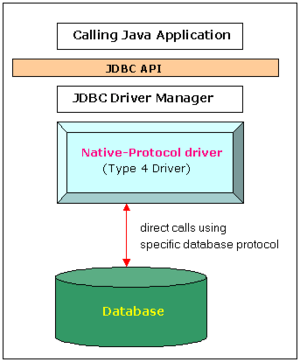 Calling Java Application
JDBC API
JDBC Driver Manager
Native-Protocol driver
(Type 4 Driver)
direct calls using
specific database protocol
Database